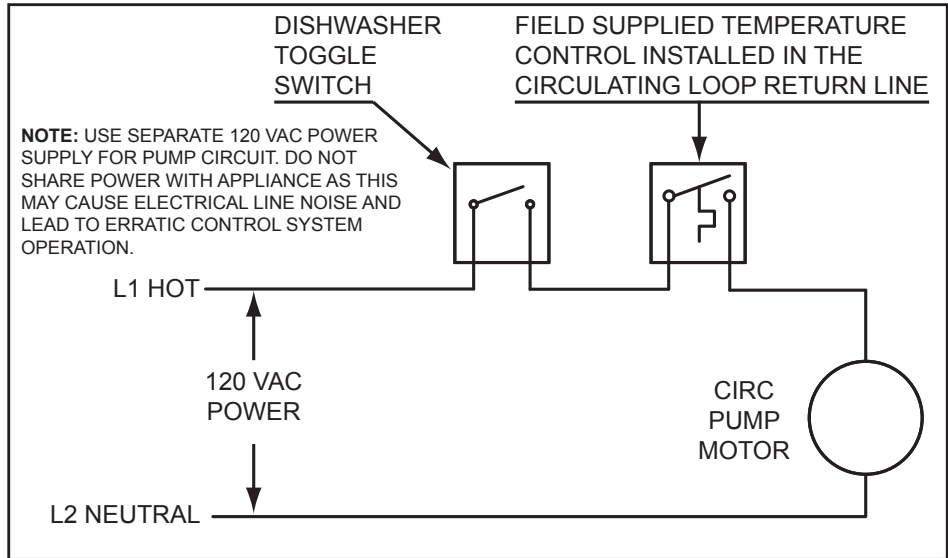 DISHWASHER
TOGGLE
SWITCH
FIELD SUPPLIED TEMPERATURE
CONTROL INSTALLED IN THE
CIRCULATING LOOP RETURN LINE
NOTE: USE SEPARATE 120 VAC POWER
SUPPLY FOR PUMP CIRCUIT. DO NOT
SHARE POWER WITH APPLIANCE AS THIS
MAY CAUSE ELECTRICAL LINE NOISE AND
LEAD TO ERRATIC CONTROL SYSTEM
OPERATION.
L1 HOT
120 VAC
POWER
CIRC
PUMP
MOTOR
L2 NEUTRAL